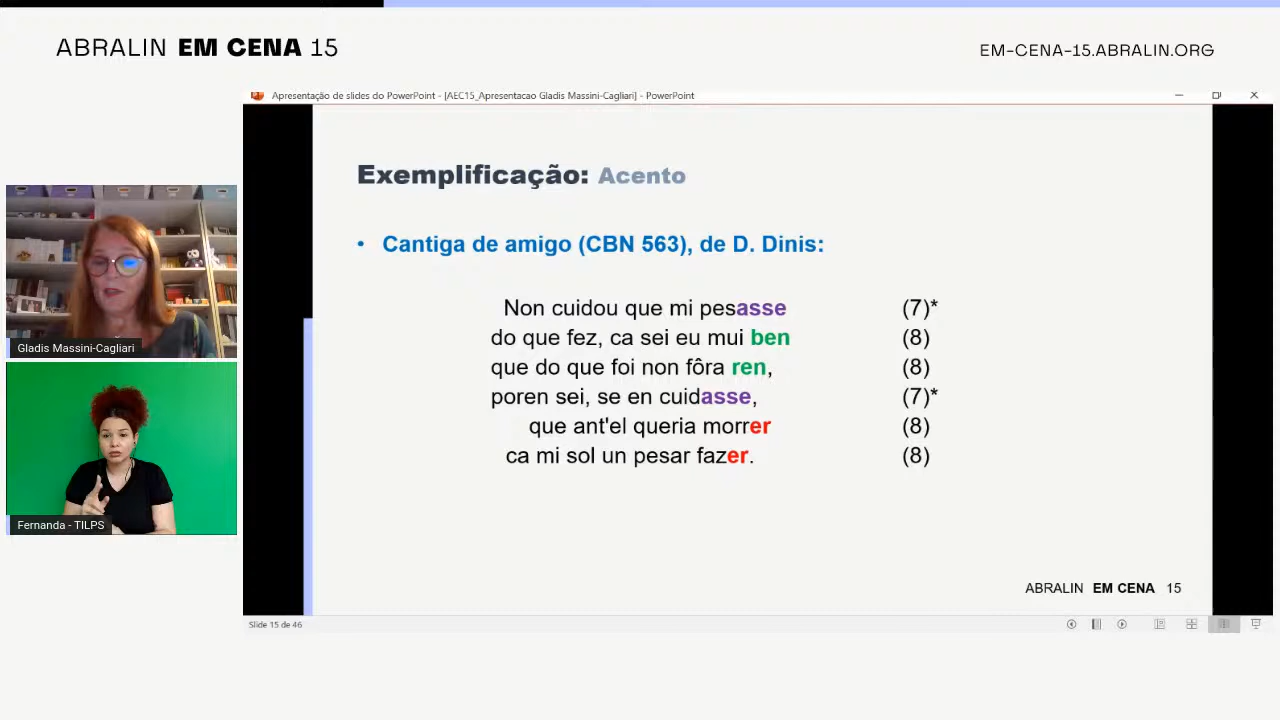 ABRALIN EM CENA 15
EM-CENA-15.ABRALIN.ORG
Apresentação de slides do PowerPoint - [AEC15_Apresentacao Gladis Massini-Cagliari] - PowerPoint
Exemplificação: Acento
• Cantiga de amigo (CBN 563), de D. Dinis:
Non cuidou que mi pesasse (7)*
do que fez, ca sei eu mui ben (8)
que do que foi non fôra ren, (8)
poren sei, se en cuidasse, (7)*
que ant'el queria morrer (8)
ca mi sol un pesar fazer. (8)
ABRALIN EM CENA 15
Slide 15 de 46
Gladis Massini-Cagliari
Fernanda - TILPS